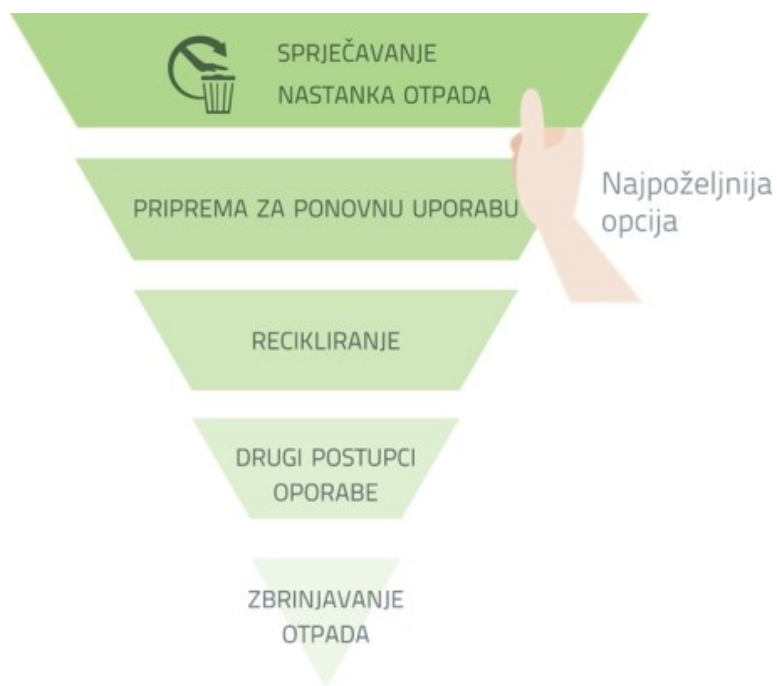 SPRJEČAVANJE
NASTANKA OTPADA
PRIPREMA ZA PONOVNU UPORABU
Najpoželjnija
opcija
RECIKLIRANJE
DRUGI POSTUPCI
OPORABE
ZBRINJAVANJE
OTPADA